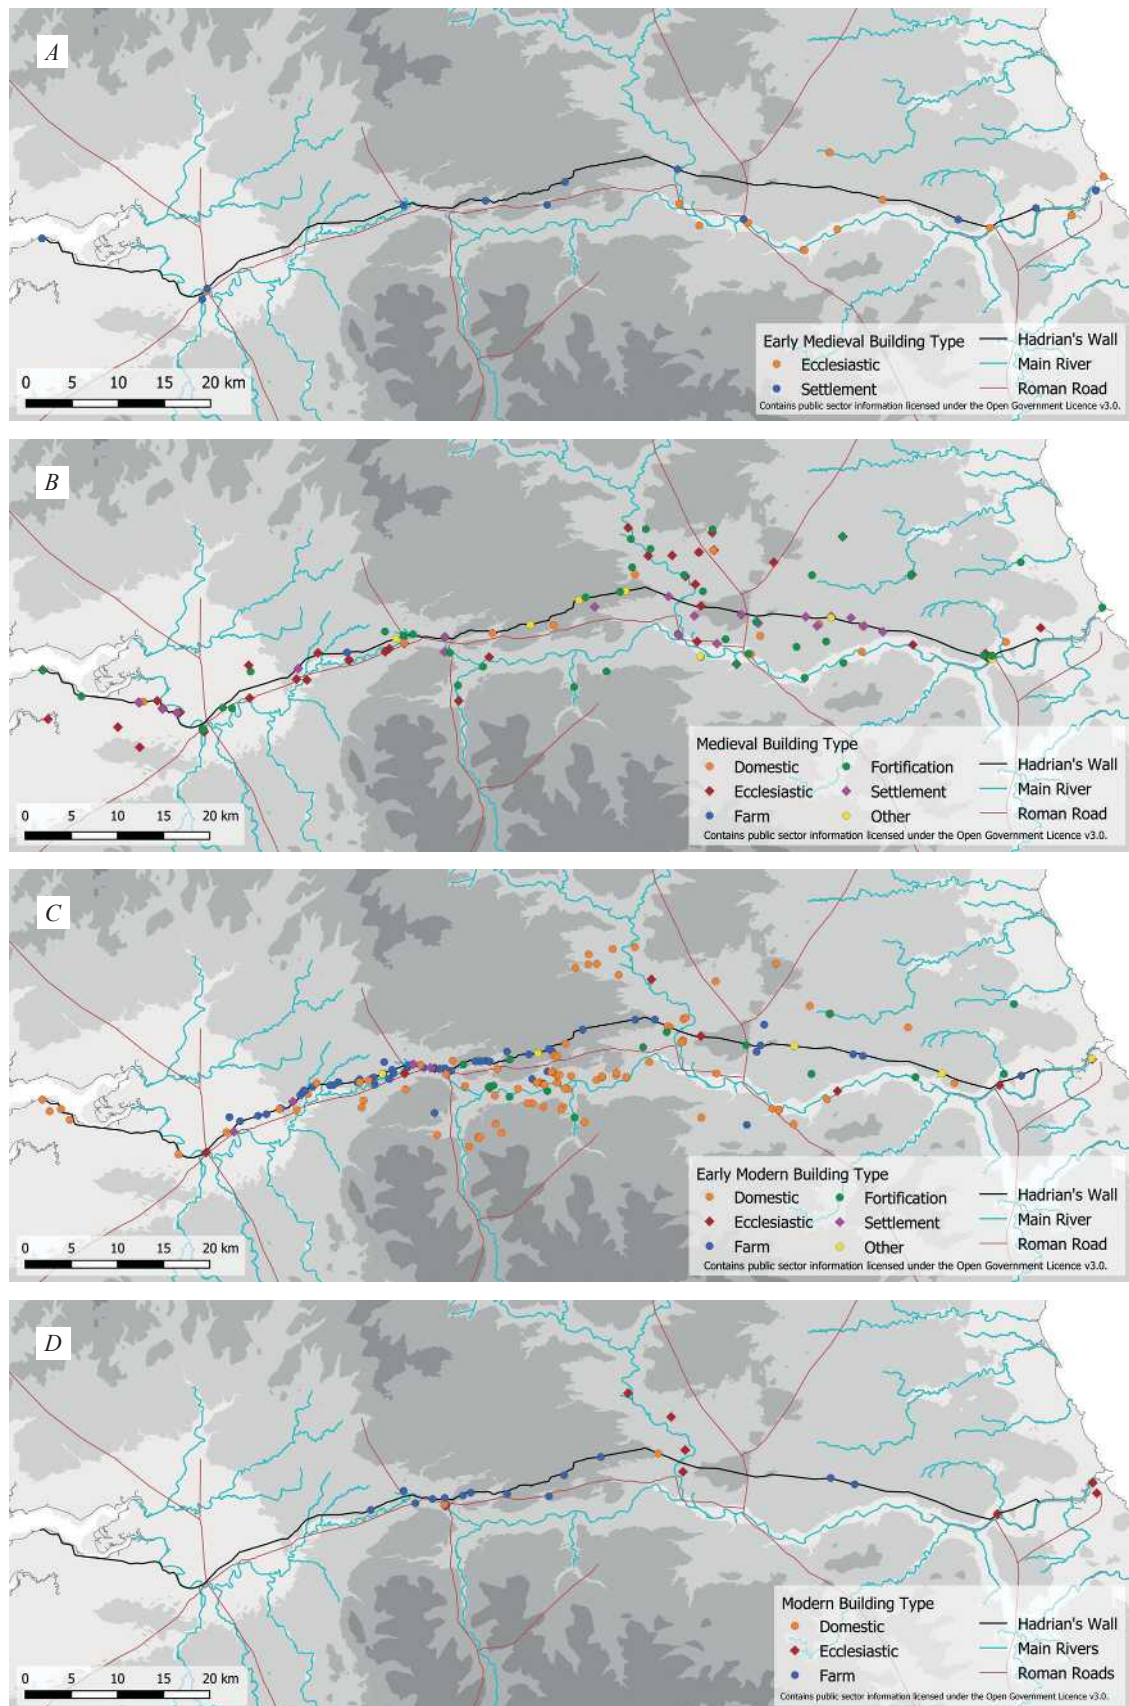 A
Early Medieval Building Type
Ecclesiastic
Settlement
Hadrian's Wall
Main River
Roman Road
Contains public sector information licensed under the Open Government Licence v3.0.
0 5 10 15 20 km
B
Medieval Building Type
Domestic
Ecclesiastic
Farm
Fortification
Settlement
Other
Hadrian's Wall
Main River
Roman Road
Contains public sector information licensed under the Open Government Licence v3.0.
0 5 10 15 20 km
C
Early Modern Building Type
Domestic
Ecclesiastic
Farm
Fortification
Settlement
Other
Hadrian's Wall
Main River
Roman Road
Contains public sector information licensed under the Open Government Licence v3.0.
0 5 10 15 20 km
D
Modern Building Type
Domestic
Ecclesiastic
Farm
Hadrian's Wall
Main Rivers
Roman Roads
Contains public sector information licensed under the Open Government Licence v3.0.
0 5 10 15 20 km